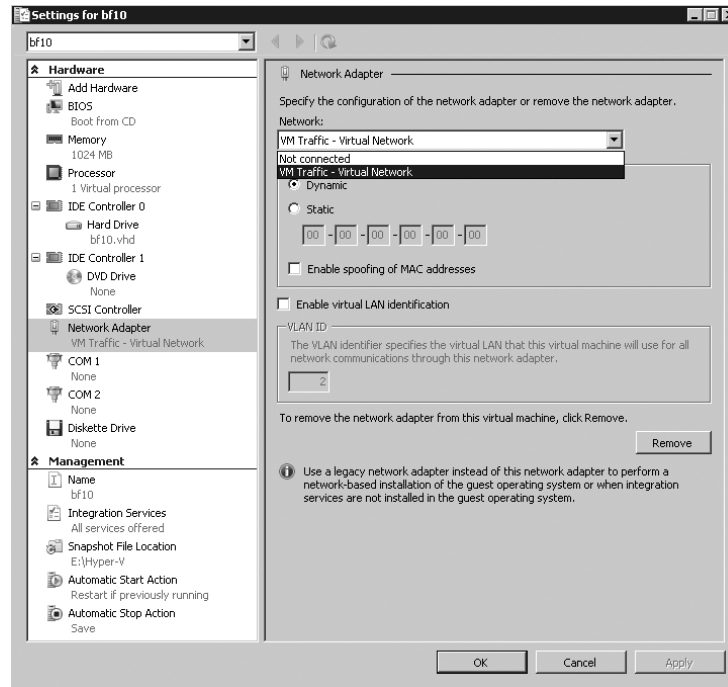 Settings for bf10
bf10
Hardware
Add Hardware
BIOS
Boot from CD
Memory
1024 MB
Processor
1 Virtual processor
IDE Controller 0
Hard Drive
bf10.vhd
IDE Controller 1
DVD Drive
None
SCSI Controller
Network Adapter
VM Traffic - Virtual Network
COM 1
None
COM 2
None
Diskette Drive
None
Management
Name
bf10
Integration Services
All services offered
Snapshot File Location
E:\Hyper-V
Automatic Start Action
Restart if previously running
Automatic Stop Action
Save
Network Adapter
Specify the configuration of the network adapter or remove the network adapter.
Network:
VM Traffic - Virtual Network
Not connected
VM Traffic - Virtual Network
Dynamic
Static
00 - 00 - 00 - 00 - 00 - 00
Enable spoofing of MAC addresses
Enable virtual LAN identification
VLAN ID
The VLAN identifier specifies the virtual LAN that this virtual machine will use for all
network communications through this network adapter.
2
To remove the network adapter from this virtual machine, click Remove.
Remove
Use a legacy network adapter instead of this network adapter to perform a
network-based installation of the guest operating system or when integration
services are not installed in the guest operating system.
OK
Cancel
Apply